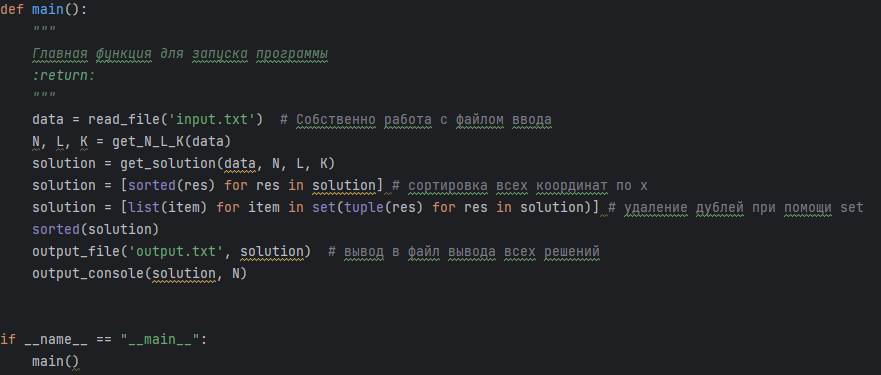 def main():
    """
    Главная функция для запуска программы
    :return:
    """
    data = read_file('input.txt')  # Собственно работа с файлом ввода
    N, L, K = get_N_L_K(data)
    solution = get_solution(data, N, L, K)
    solution = [sorted(res) for res in solution] # сортировка всех координат по x
    solution = [list(item) for item in set(tuple(res) for res in solution)] # удаление дублей при помощи set
    sorted(solution)
    output_file('output.txt', solution)  # вывод в файл вывода всех решений
    output_console(solution, N)
if __name__ == "__main__":
    main()